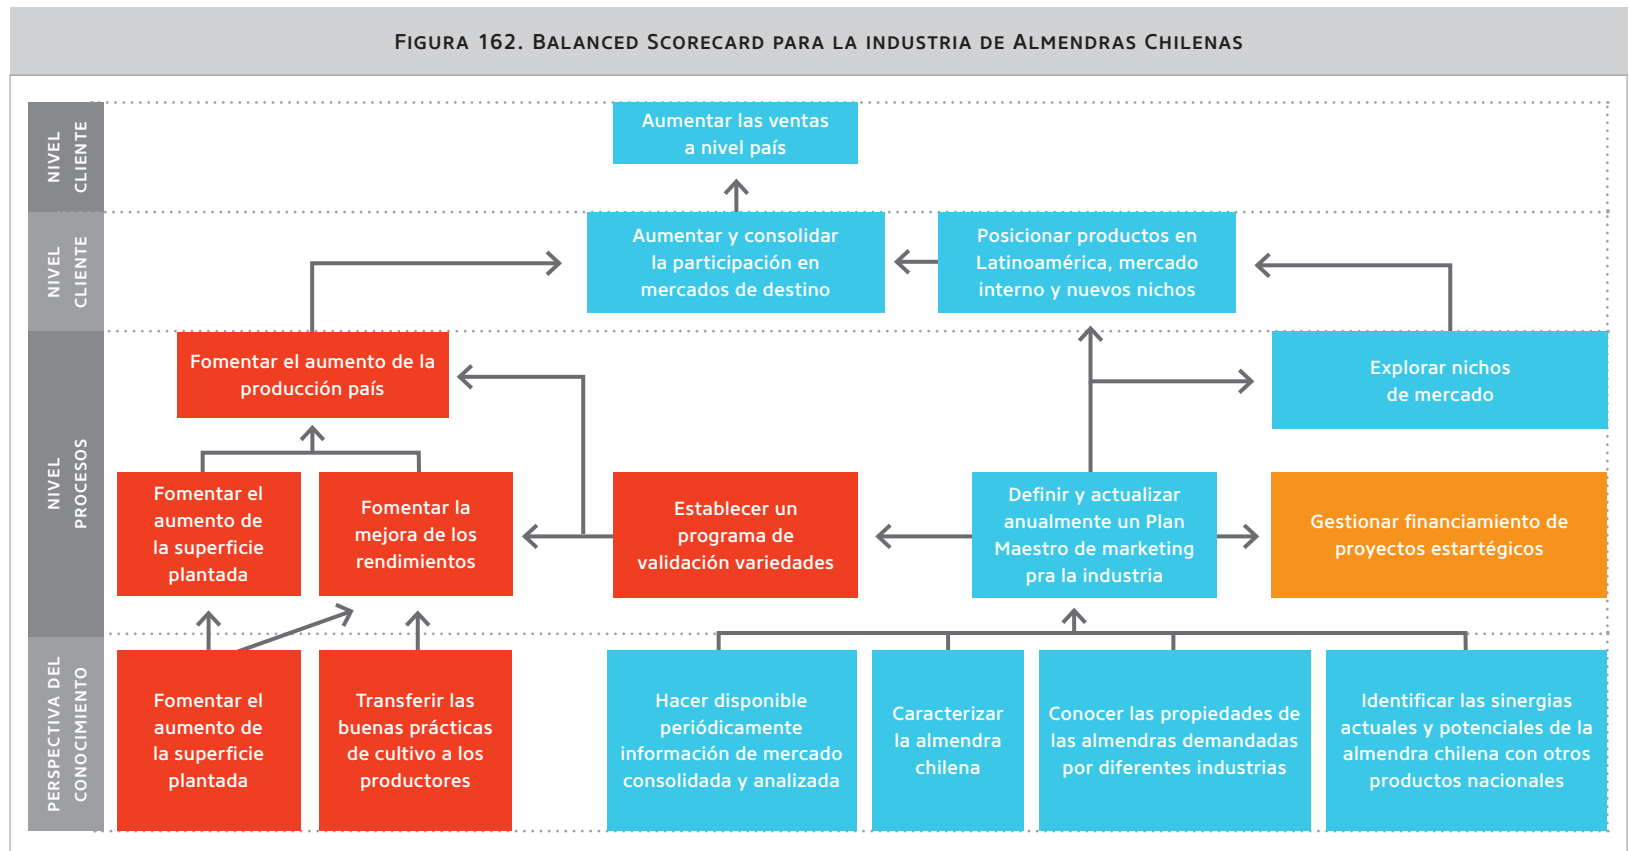 FIGURA 162. BALANCED SCORECARD PARA LA INDUSTRIA DE ALMENDRAS CHILENAS
NIVEL
CLIENTE
Aumentar las ventas
a nivel país
NIVEL
CLIENTE
Aumentar y consolidar
la participación en
mercados de destino
Posicionar productos en
Latinoamérica, mercado
interno y nuevos nichos
NIVEL
PROCESOS
Fomentar el aumento de la
producción país
Explorar nichos
de mercado
Fomentar el
aumento de
la superficie
plantada
Fomentar la
mejora de los
rendimientos
Establecer un
programa de
validación variedades
Definir y actualizar
anualmente un Plan
Maestro de marketing
pra la industria
Gestionar financiamiento de
proyectos estartégicos
PERSPECTIVA DEL
CONOCIMIENTO
Fomentar el
aumento de
la superficie
plantada
Transferir las
buenas prácticas
de cultivo a los
productores
Hacer disponible
periódicamente
información de mercado
consolidada y analizada
Caracterizar
la almendra
chilena
Conocer las propiedades de
las almendras demandadas
por diferentes industrias
Identificar las sinergias
actuales y potenciales de la
almendra chilena con otros
productos nacionales